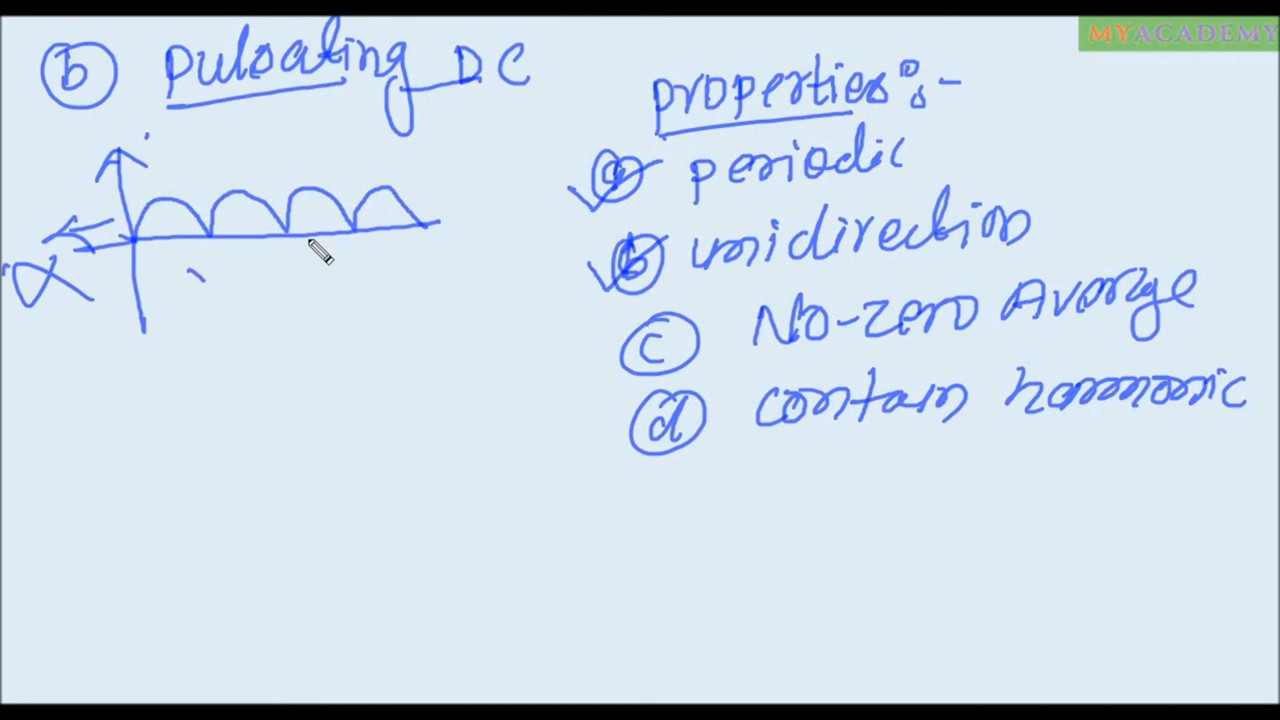 MYACADEMY
b pulsating DC
properties :-
a periodic
b unidirection
c No-zero Average
d contain harmonic
α